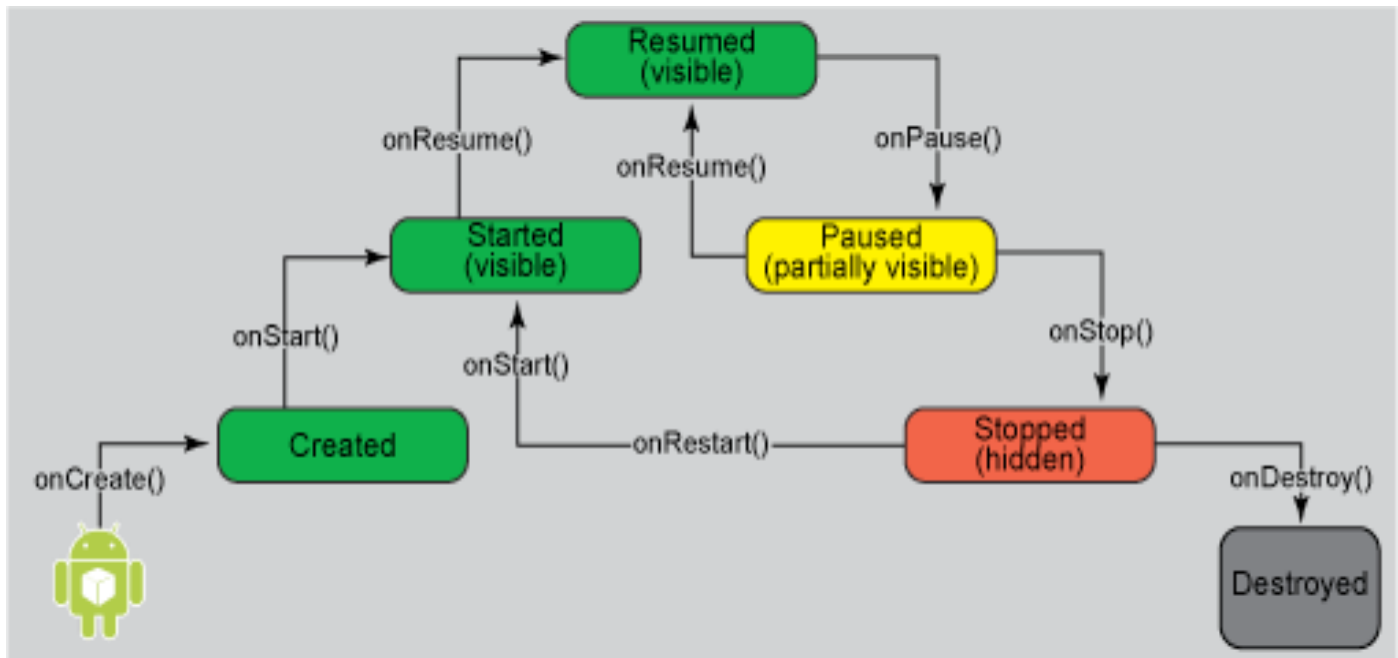 Resumed
(visible)
onResume()
onResume()
onPause()
Started
(visible)
Paused
(partially visible)
onStart()
onStart()
onStop()
Created
onRestart()
Stopped
(hidden)
onCreate()
onDestroy()
Destroyed